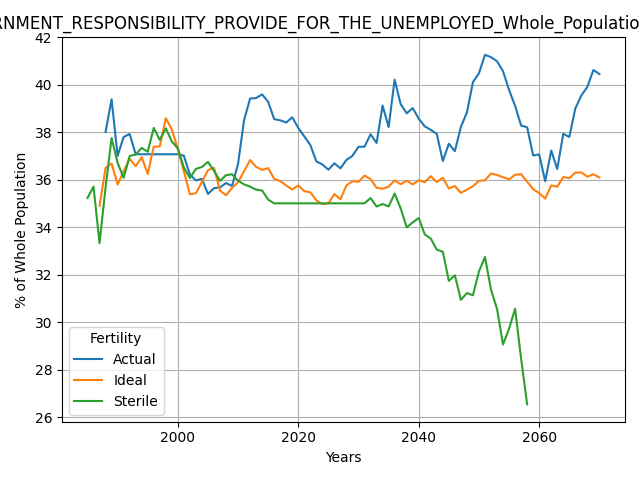 RNMENT_RESPONSIBILITY_PROVIDE_FOR_THE_UNEMPLOYED_Whole_Populatio
42
40
38
36
34
32
30
28
26
% of Whole Population
Fertility
Actual
Ideal
Sterile
2000
2020
2040
2060
Years